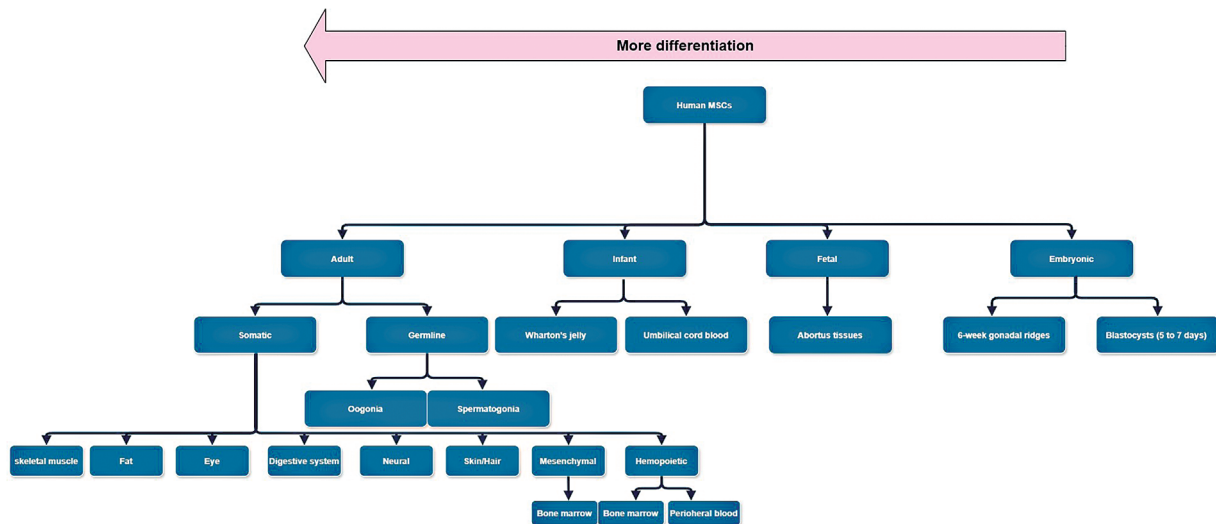 More differentiation
Human MSCs
Adult
Infant
Fetal
Embryonic
Somatic
Germline
Wharton's jelly
Umbilical cord blood
Abortus tissues
6-week gonadal ridges
Blastocysts (5 to 7 days)
Oogonia
Spermatogonia
skeletal muscle
Fat
Eye
Digestive system
Neural
Skin/Hair
Mesenchymal
Hemopoietic
Bone marrow
Bone marrow
Perioheral blood